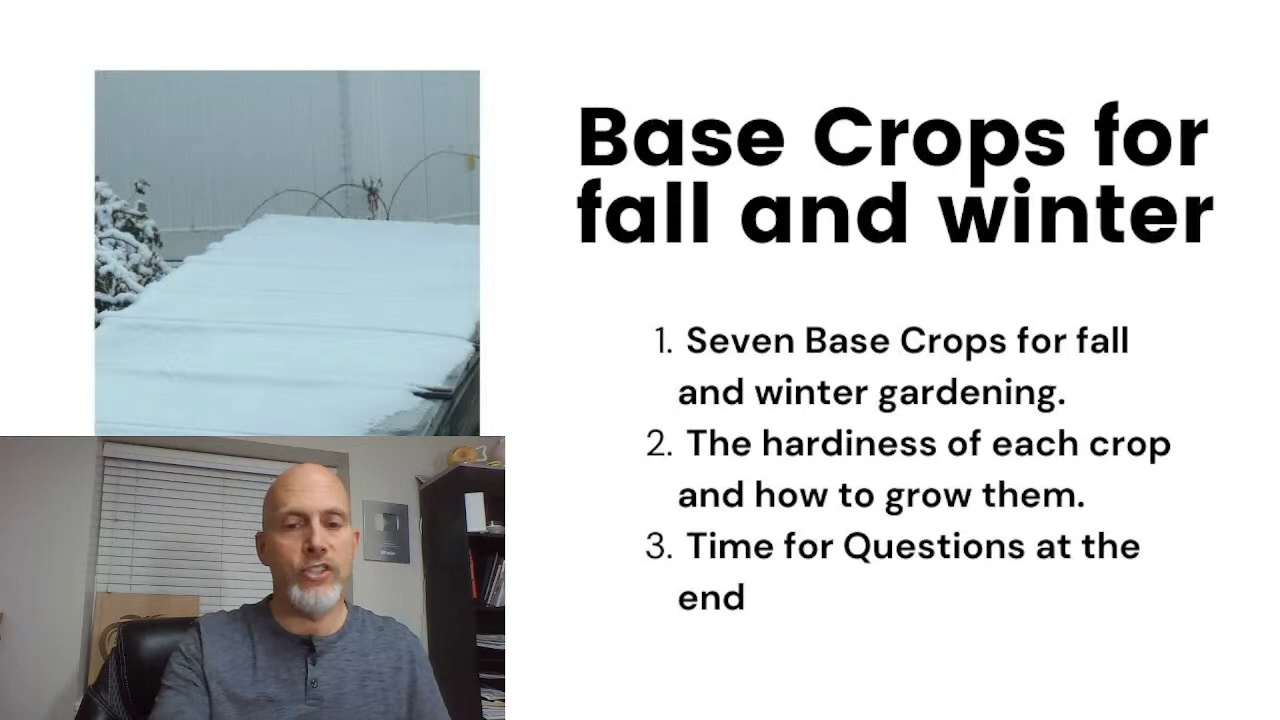 Base Crops for
fall and winter
1. Seven Base Crops for fall
and winter gardening.
2. The hardiness of each crop
and how to grow them.
3. Time for Questions at the
end